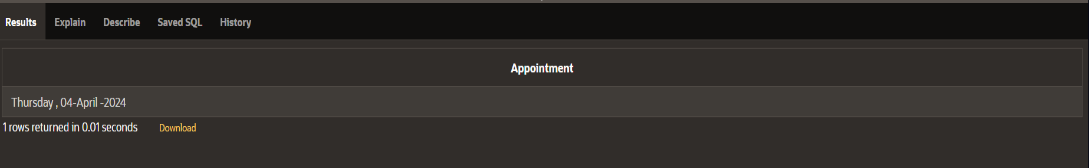 Results Explain Describe Saved SQL History
Appointment
Thursday , 04-April -2024
1 rows returned in 0.01 seconds Download